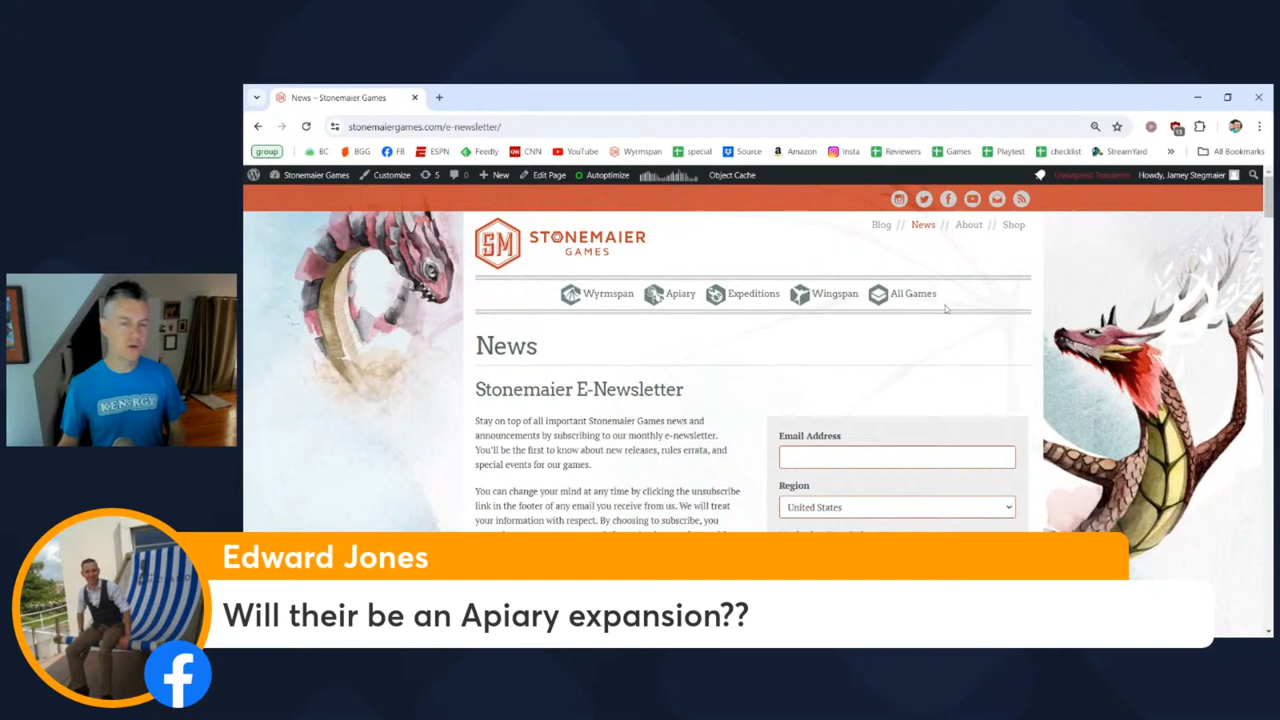 News – Stonemaier Games
stonemaiergames.com/e-newsletter/
group BC BGG FB ESPN Feedly CNN YouTube Wyrmspan special Source Amazon Insta Reviewers Games Playtest checklist StreamYard » All Bookmarks
Stonemaier Games Customize 5 0 New Edit Page Autoptimize Object Cache Howdy, Jamey Stegmaier
Blog // News // About // Shop
SM STONEMAIER
GAMES
Wyrmspan Apiary Expeditions Wingspan All Games
News
Stonemaier E-Newsletter
Stay on top of all important Stonemaier Games news and
announcements by subscribing to our monthly e-newsletter.
You'll be the first to know about new releases, rules errata, and
special events for our games.
You can change your mind at any time by clicking the unsubscribe
link in the footer of any email you receive from us. We will treat
your information with respect. By choosing to subscribe, you
Email Address
Region
United States
KEN-RGY
Edward Jones
Will their be an Apiary expansion??